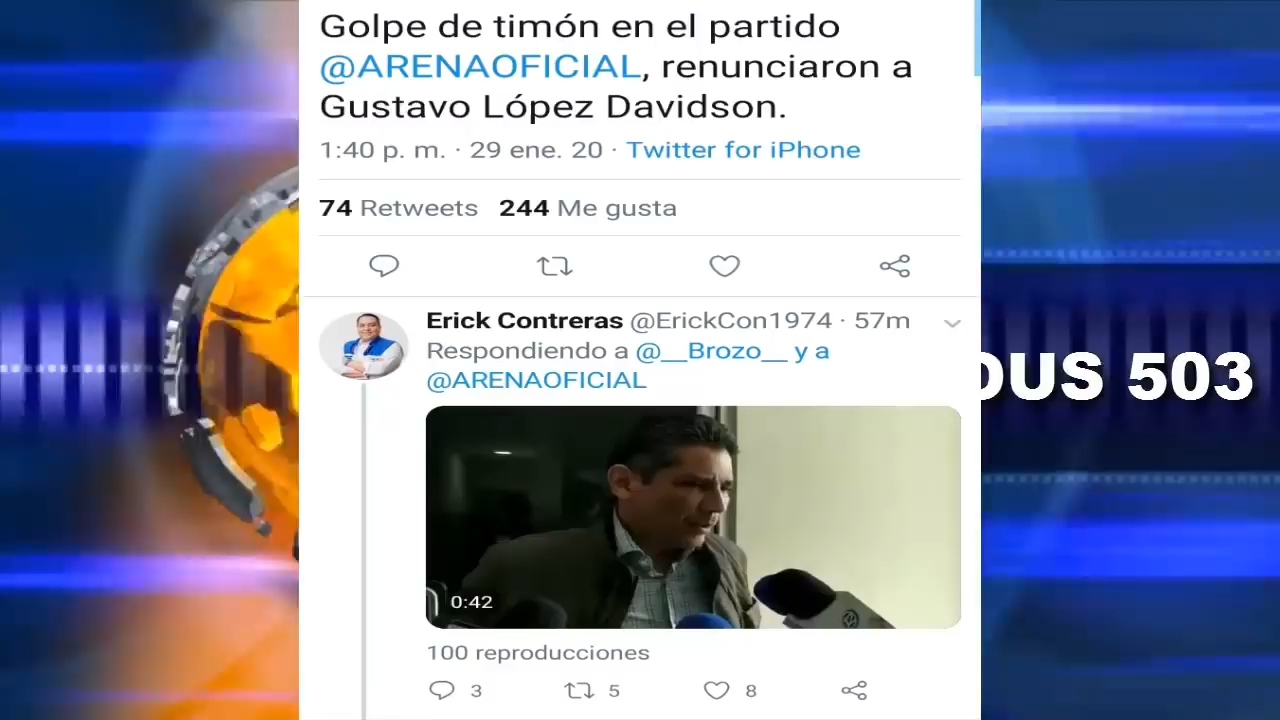 Golpe de timón en el partido
@ARENAOFICIAL, renunciaron a
Gustavo López Davidson.
1:40 p. m. · 29 ene. 20 · Twitter for iPhone
74 Retweets 244 Me gusta
Erick Contreras @ErickCon1974 · 57m
Respondiendo a @__Brozo__ y a
@ARENAOFICIAL
0:42
100 reproducciones
3 5 8
OUS 503